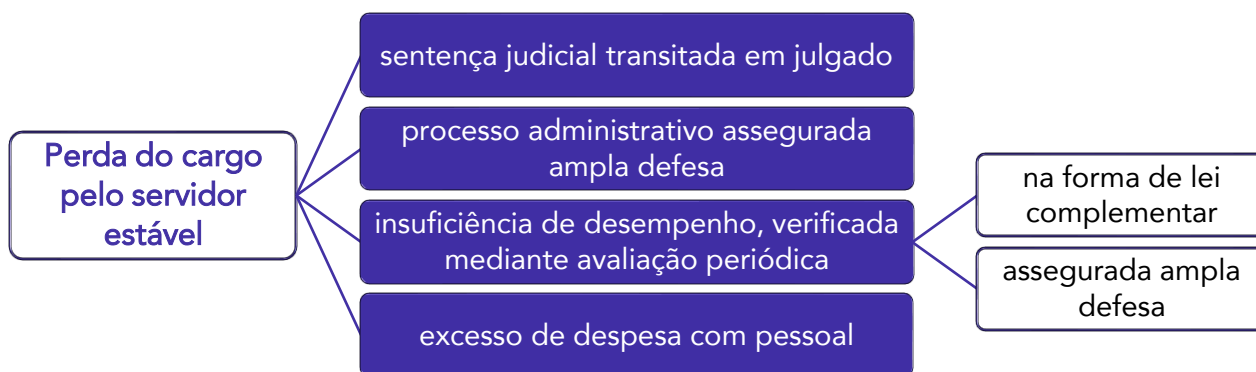 Perda do cargo
pelo servidor
estável
sentença judicial transitada em julgado
processo administrativo assegurada
ampla defesa
insuficiência de desempenho, verificada
mediante avaliação periódica
na forma de lei
complementar
assegurada ampla
defesa
excesso de despesa com pessoal